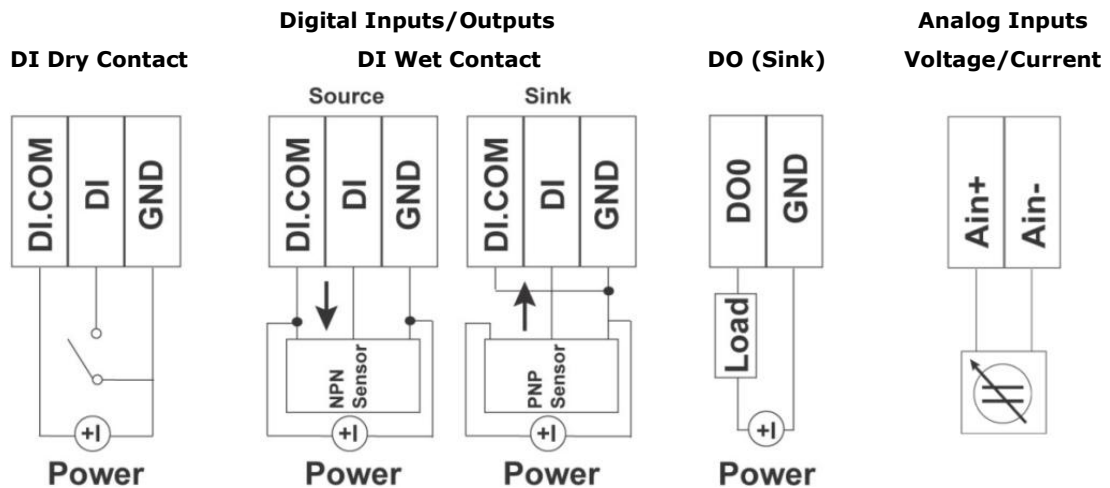 Digital Inputs/Outputs
Analog Inputs
DI Dry Contact
DI Wet Contact
DO (Sink)
Voltage/Current
Source
Sink
DI.COM
DI
GND
DI.COM
DI
GND
DI.COM
DI
GND
DO0
GND
Ain+
Ain-
NPN
Sensor
PNP
Sensor
Load
Power
Power
Power
Power